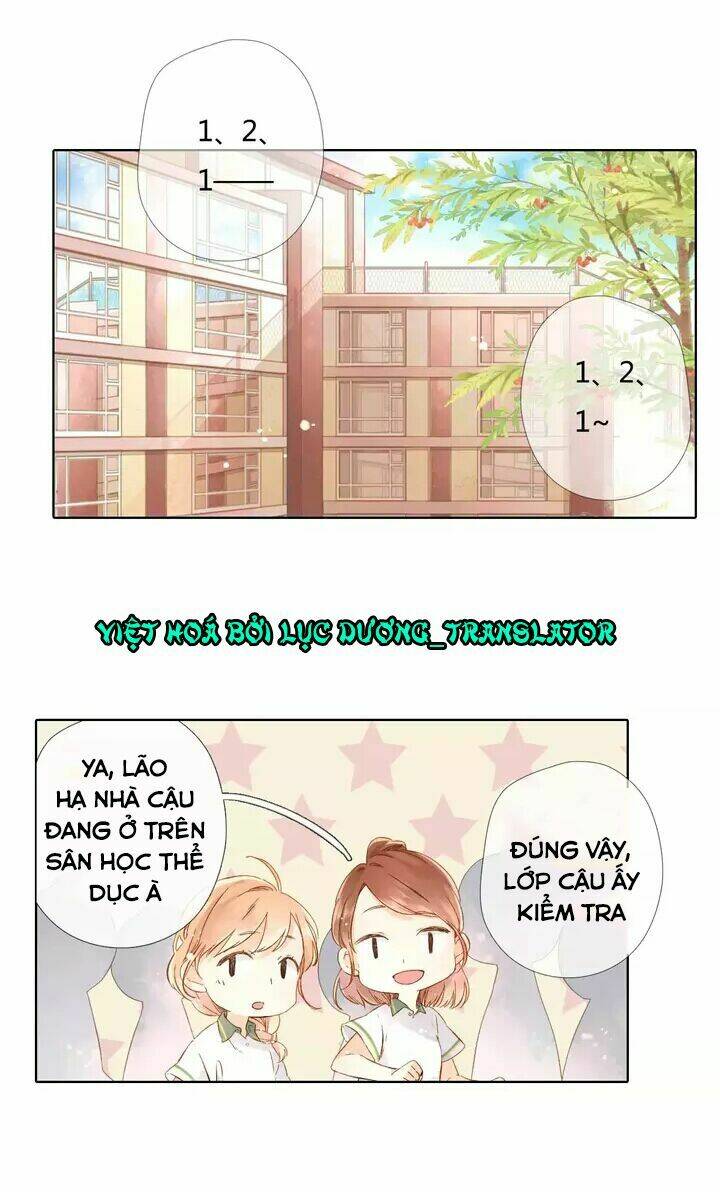 1、2、
1——
1、2、
1~
VIỆT HOÁ BỞI LỤC DƯƠNG_TRANSLATOR
YA, LÃO
HẠ NHÀ CẬU
ĐANG Ở TRÊN
SÂN HỌC THỂ
DỤC À
ĐÚNG VẬY,
LỚP CẬU ẤY
KIỂM TRA